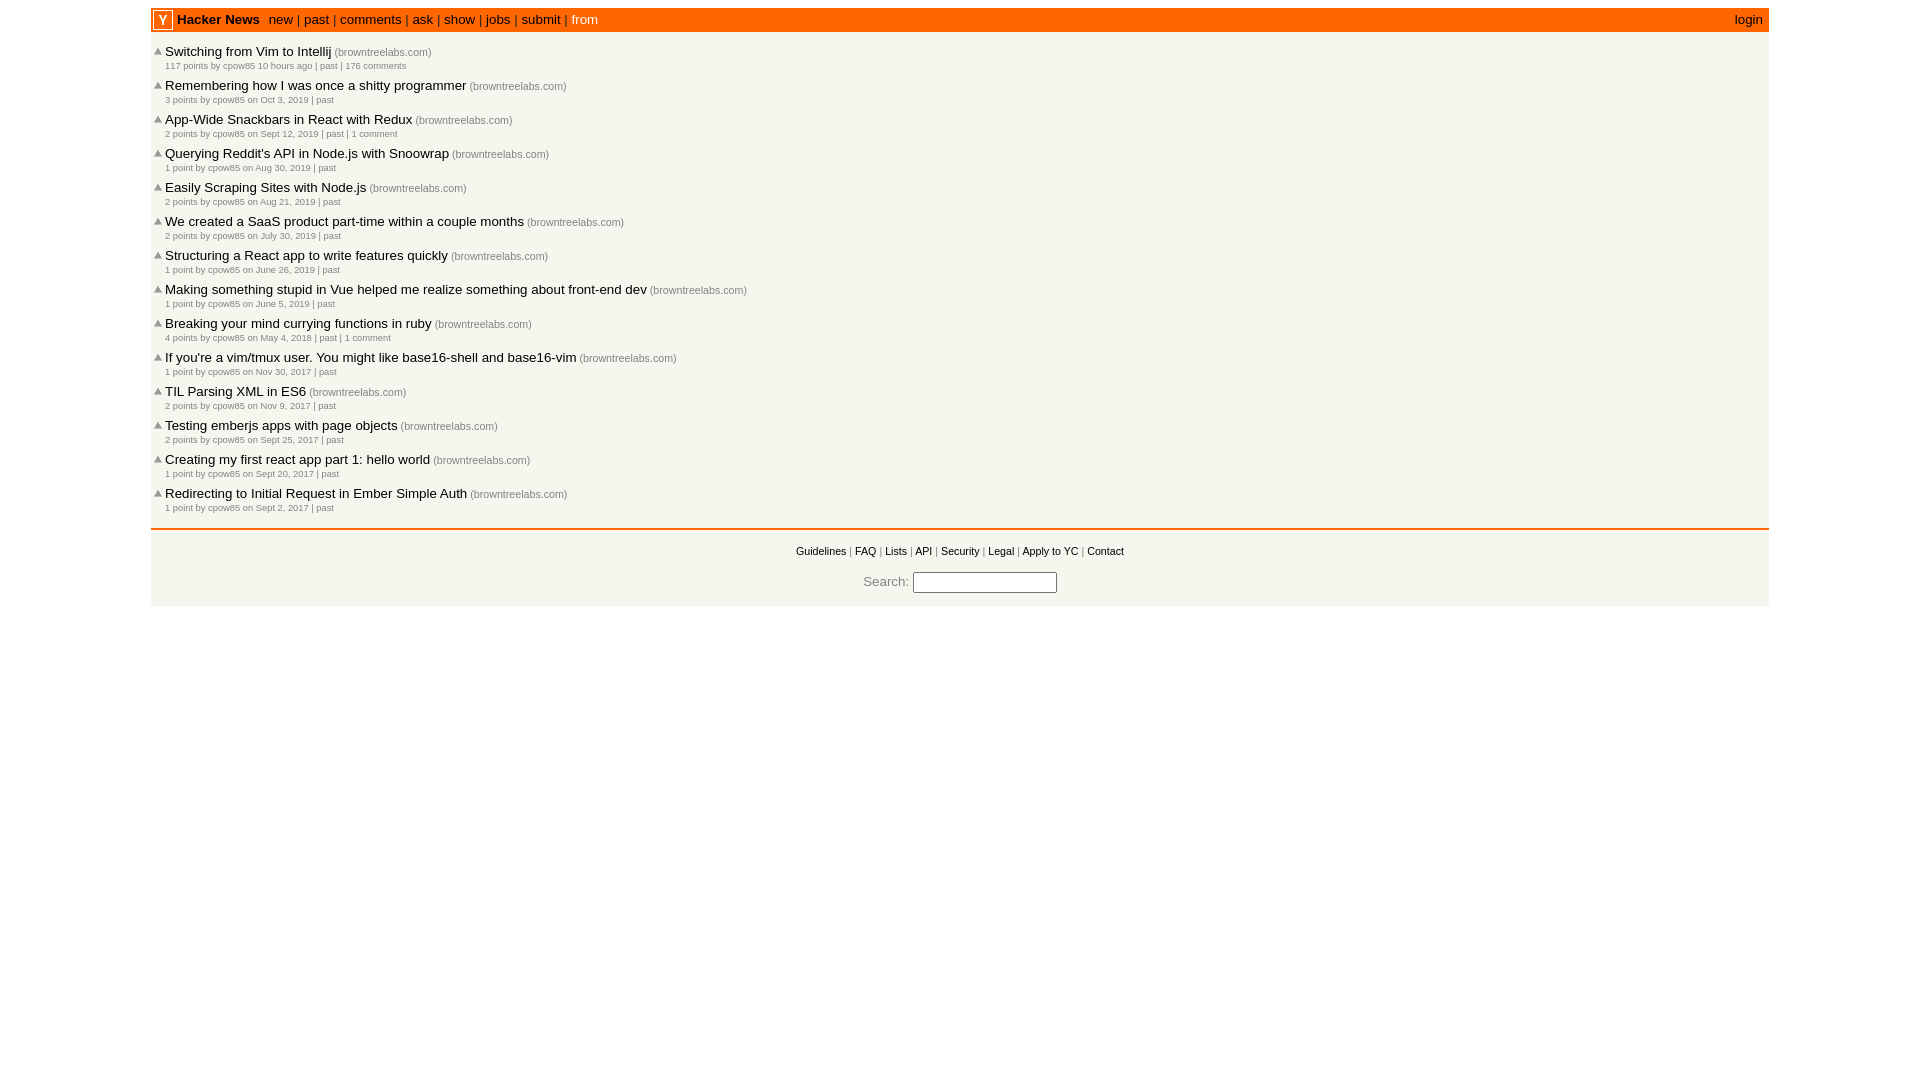 Y Hacker News new | past | comments | ask | show | jobs | submit | from login
Switching from Vim to Intellij (browntreelabs.com)
117 points by cpow85 10 hours ago | past | 176 comments
Remembering how I was once a shitty programmer (browntreelabs.com)
3 points by cpow85 on Oct 3, 2019 | past
App-Wide Snackbars in React with Redux (browntreelabs.com)
2 points by cpow85 on Sept 12, 2019 | past | 1 comment
Querying Reddit's API in Node.js with Snoowrap (browntreelabs.com)
1 point by cpow85 on Aug 30, 2019 | past
Easily Scraping Sites with Node.js (browntreelabs.com)
2 points by cpow85 on Aug 21, 2019 | past
We created a SaaS product part-time within a couple months (browntreelabs.com)
2 points by cpow85 on July 30, 2019 | past
Structuring a React app to write features quickly (browntreelabs.com)
1 point by cpow85 on June 26, 2019 | past
Making something stupid in Vue helped me realize something about front-end dev (browntreelabs.com)
1 point by cpow85 on June 5, 2019 | past
Breaking your mind currying functions in ruby (browntreelabs.com)
4 points by cpow85 on May 4, 2018 | past | 1 comment
If you're a vim/tmux user. You might like base16-shell and base16-vim (browntreelabs.com)
1 point by cpow85 on Nov 30, 2017 | past
TIL Parsing XML in ES6 (browntreelabs.com)
2 points by cpow85 on Nov 9, 2017 | past
Testing emberjs apps with page objects (browntreelabs.com)
2 points by cpow85 on Sept 25, 2017 | past
Creating my first react app part 1: hello world (browntreelabs.com)
1 point by cpow85 on Sept 20, 2017 | past
Redirecting to Initial Request in Ember Simple Auth (browntreelabs.com)
1 point by cpow85 on Sept 2, 2017 | past
Guidelines | FAQ | Lists | API | Security | Legal | Apply to YC | Contact
Search: